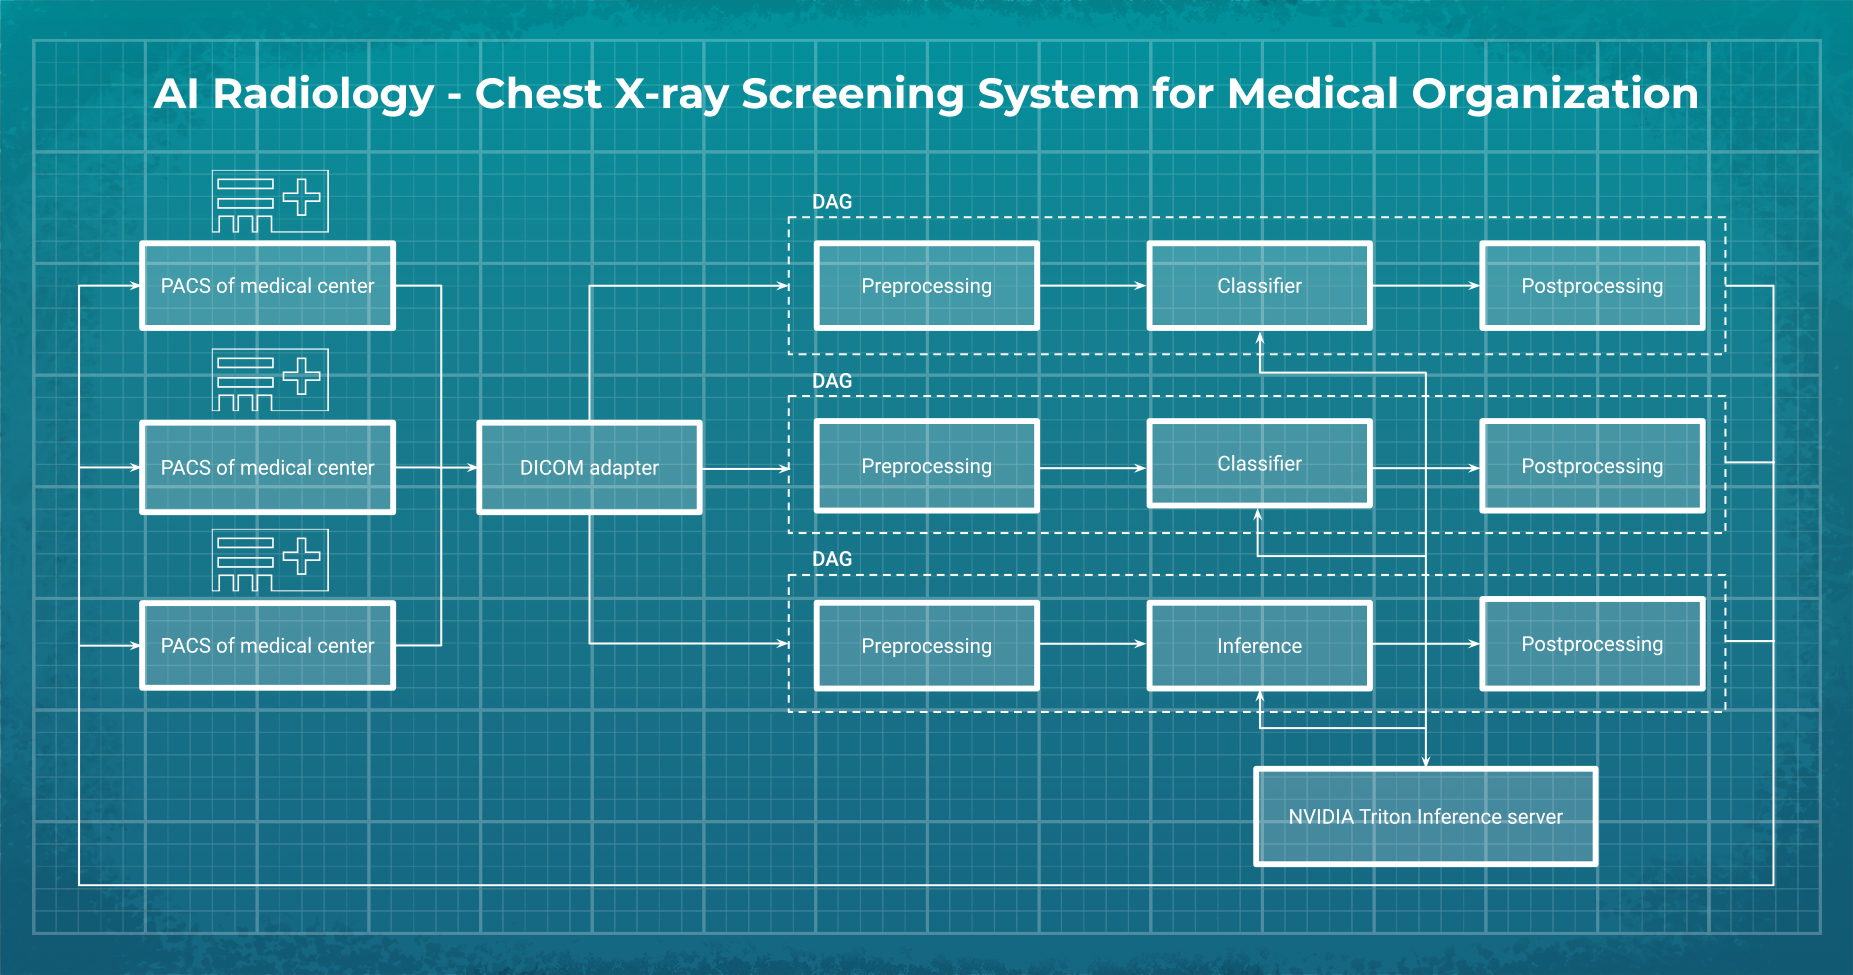 AI Radiology - Chest X-ray Screening System for Medical Organization
DAG
PACS of medical center
Preprocessing
Classifier
Postprocessing
DAG
PACS of medical center
DICOM adapter
Preprocessing
Classifier
Postprocessing
DAG
PACS of medical center
Preprocessing
Inference
Postprocessing
NVIDIA Triton Inference server